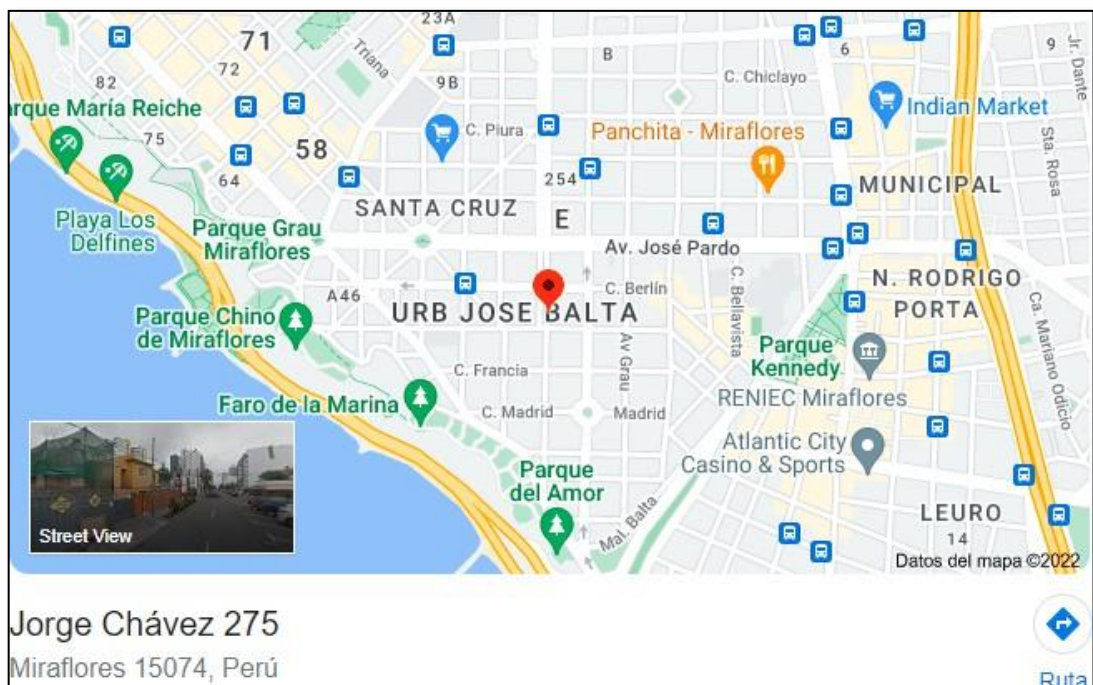 23A
71
B
6
9
Jr. Dante
Triana
72
C. Chiclayo
82
9B
Indian Market
arque María Reiche
C. Piura
Panchita - Miraflores
75
58
Sta. Rosa
64
254
MUNICIPAL
SANTA CRUZ
Playa Los
Delfines
Parque Grau
Miraflores
E
Av. José Pardo
C. Bellavista
N. RODRIGO
PORTA
A46
C. Berlín
URB JOSE BALTA
Parque Chino
de Miraflores
Av Grau
Parque
Kennedy
Ca. Mariano Odicio
C. Francia
RENIEC Miraflores
Faro de la Marina
C. Madrid
Madrid
Atlantic City
Casino & Sports
Parque
del Amor
Mal. Balta
LEURO
14
Street View
Datos del mapa ©2022
Jorge Chávez 275
Miraflores 15074, Perú
Ruta